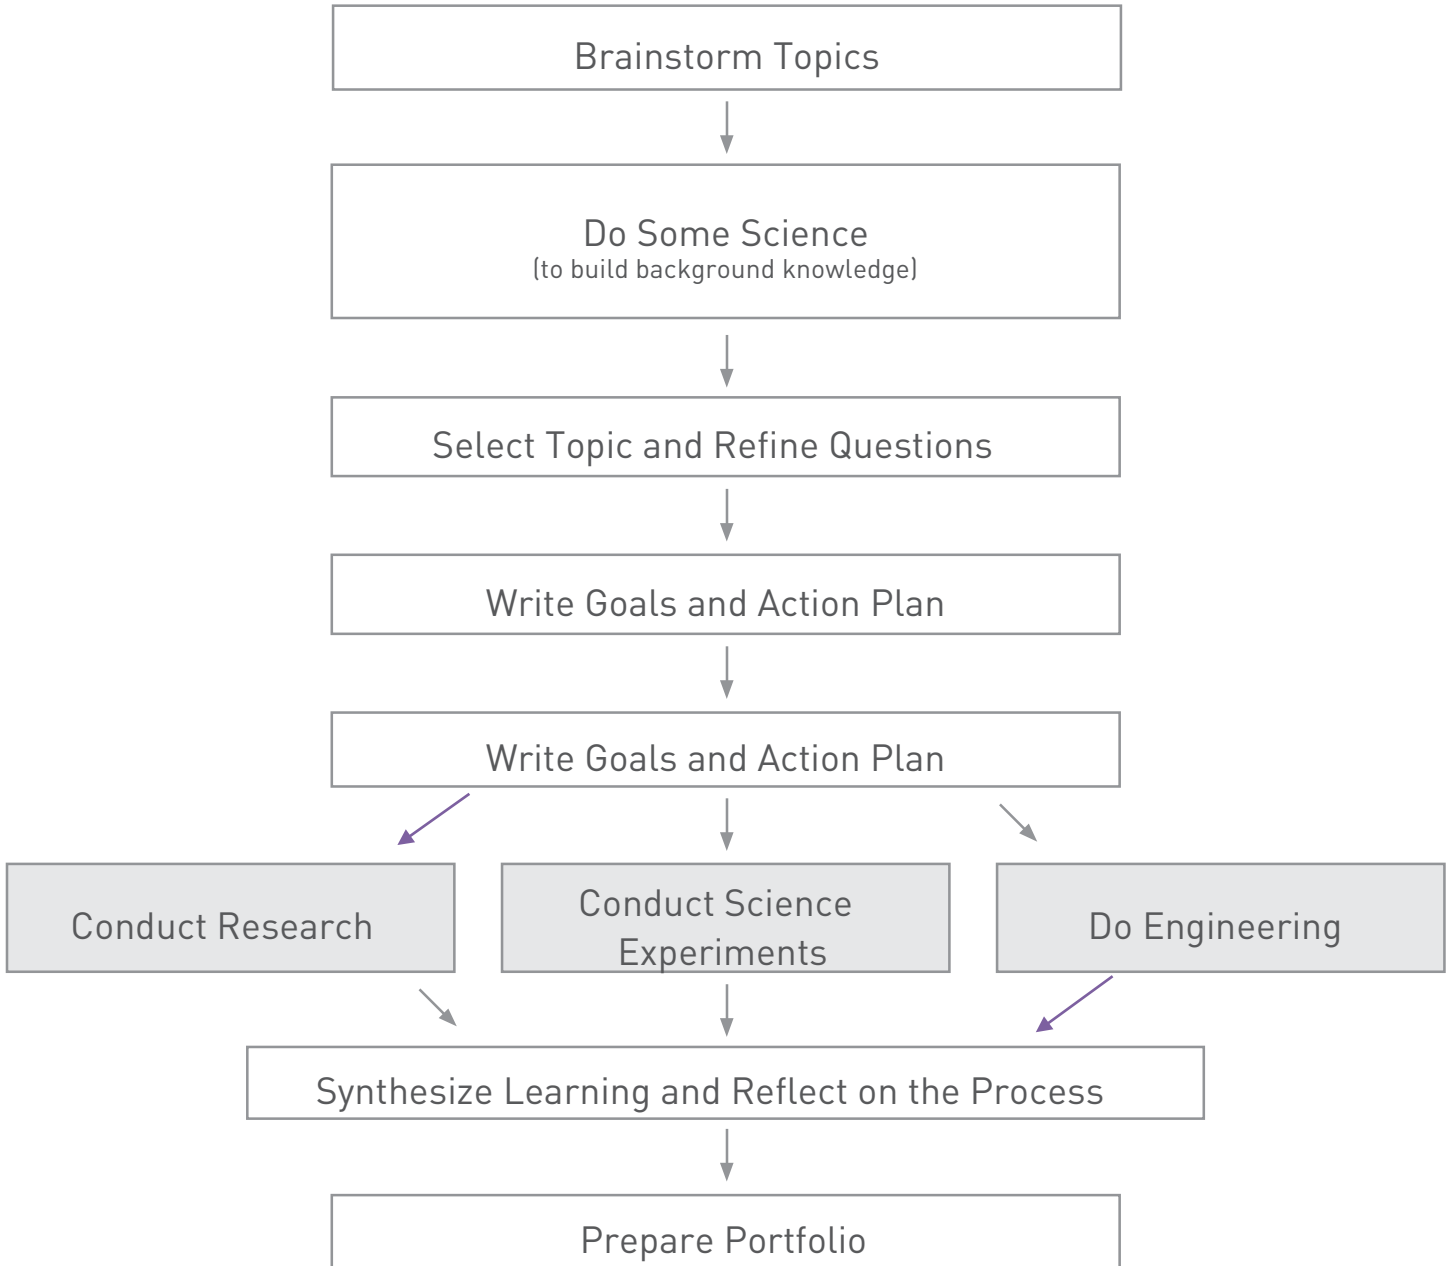 Brainstorm Topics
Do Some Science
(to build background knowledge)
Select Topic and Refine Questions
Write Goals and Action Plan
Write Goals and Action Plan
Conduct Research
Conduct Science
Experiments
Do Engineering
Synthesize Learning and Reflect on the Process
Prepare Portfolio